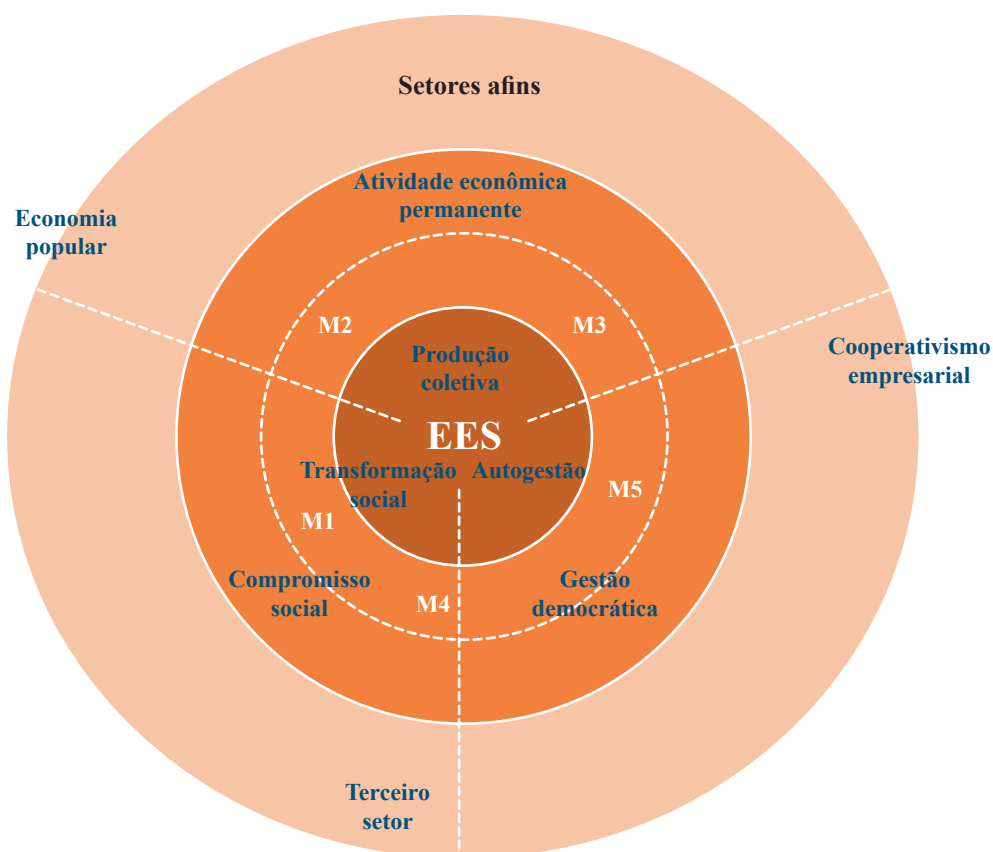 Setores afins
Atividade econômica
permanente
Economia
popular
M2
M3
Produção
coletiva
Cooperativismo
empresarial
EES
Transformação
social
Autogestão
M1
M5
Compromisso
social
M4
Gestão
democrática
Terceiro
setor